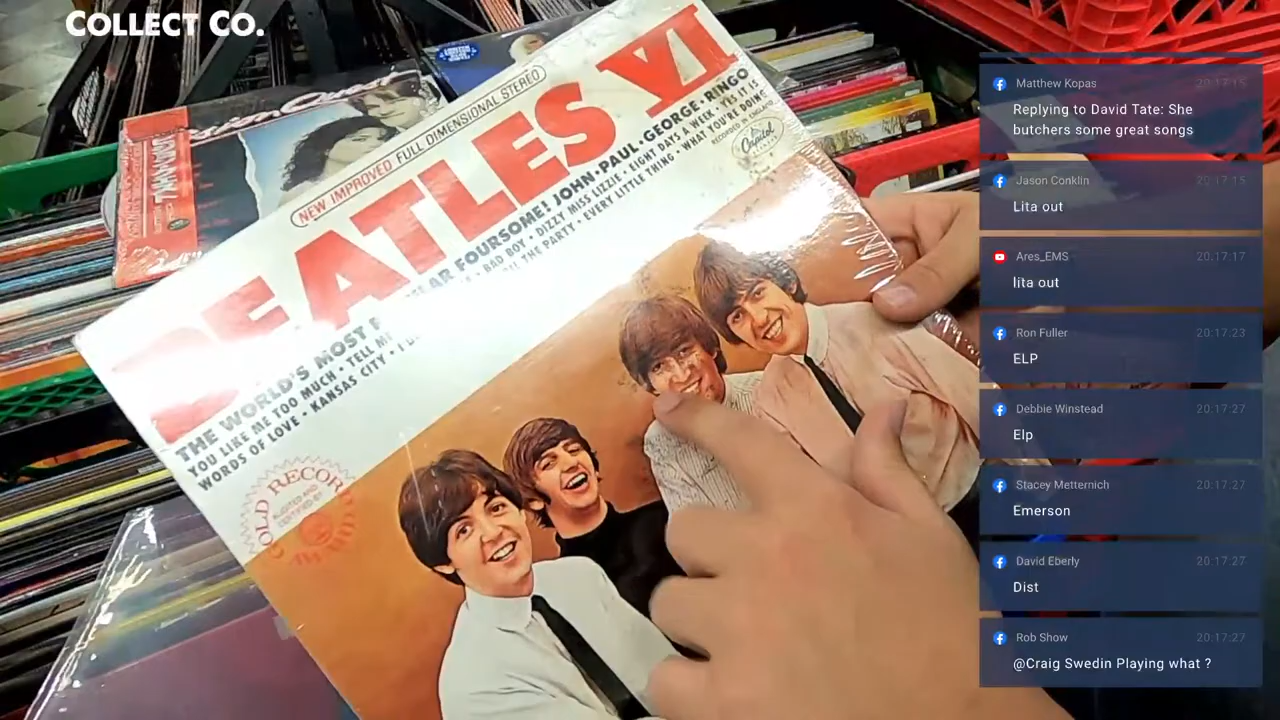 COLLECT CO.
NEW IMPROVED FULL DIMENSIONAL STEREO
BEATLES VI
THE WORLD'S MOST P LAR FOURSOME! JOHN·PAUL·GEORGE·RINGO
YOU LIKE ME TOO MUCH · TELL ME · BAD BOY · DIZZY MISS LIZZIE · EIGHT DAYS A WEEK · YES IT IS
WORDS OF LOVE · KANSAS CITY · I THE PARTY · EVERY LITTLE THING · WHAT YOU'RE DOING
RECORDED IN ENGLAND
Capitol
GOLD RECORD
AWARD
Matthew Kopas 20:17:15
Replying to David Tate: She
butchers some great songs
Jason Conklin 20:17:15
Lita out
Ares_EMS 20:17:17
lita out
Ron Fuller 20:17:23
ELP
Debbie Winstead 20:17:27
Elp
Stacey Metternich 20:17:27
Emerson
David Eberly 20:17:27
Dist
Rob Show 20:17:27
@Craig Swedin Playing what ?